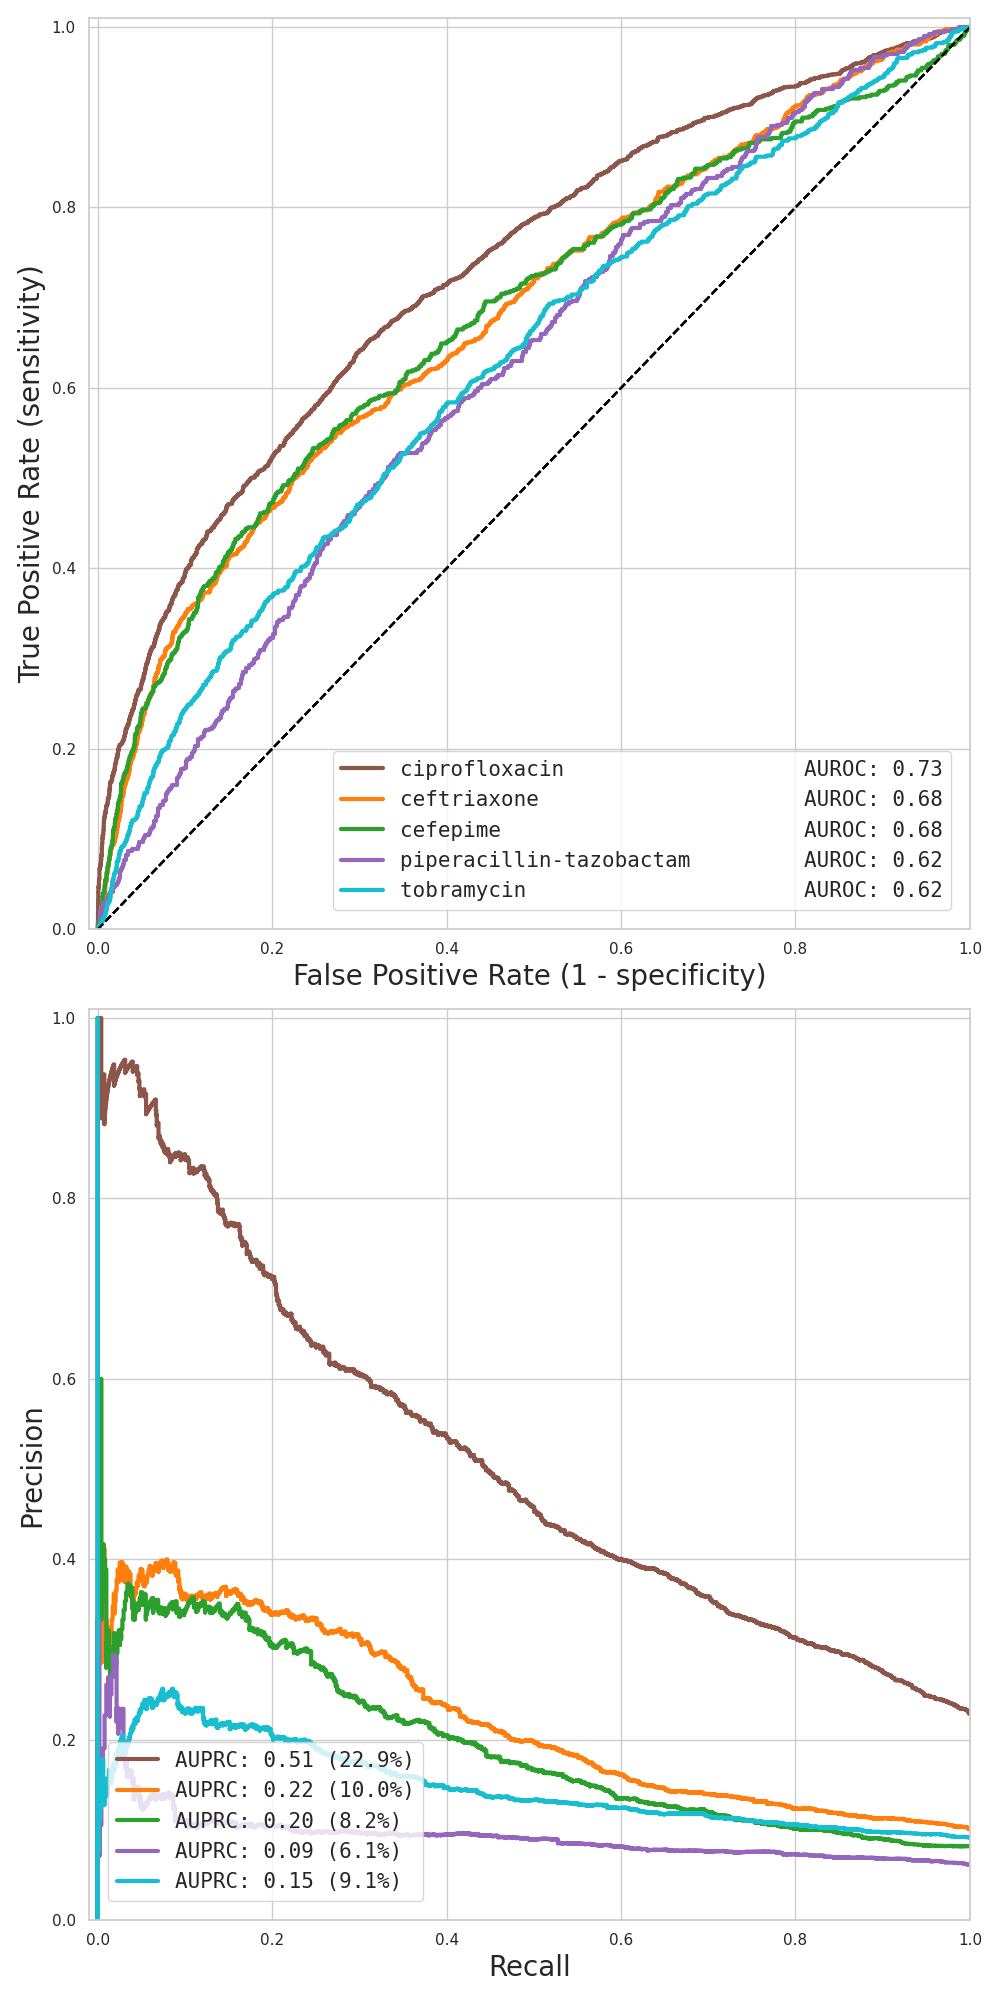 1.0
0.8
0.6
0.4
0.2
0.0
True Positive Rate (sensitivity)
ciprofloxacin AUROC: 0.73
ceftriaxone AUROC: 0.68
cefepime AUROC: 0.68
piperacillin-tazobactam AUROC: 0.62
tobramycin AUROC: 0.62
0.0 0.2 0.4 0.6 0.8 1.0
False Positive Rate (1 - specificity)
1.0
0.8
0.6
0.4
0.2
0.0
Precision
AUPRC: 0.51 (22.9%)
AUPRC: 0.22 (10.0%)
AUPRC: 0.20 (8.2%)
AUPRC: 0.09 (6.1%)
AUPRC: 0.15 (9.1%)
0.0 0.2 0.4 0.6 0.8 1.0
Recall